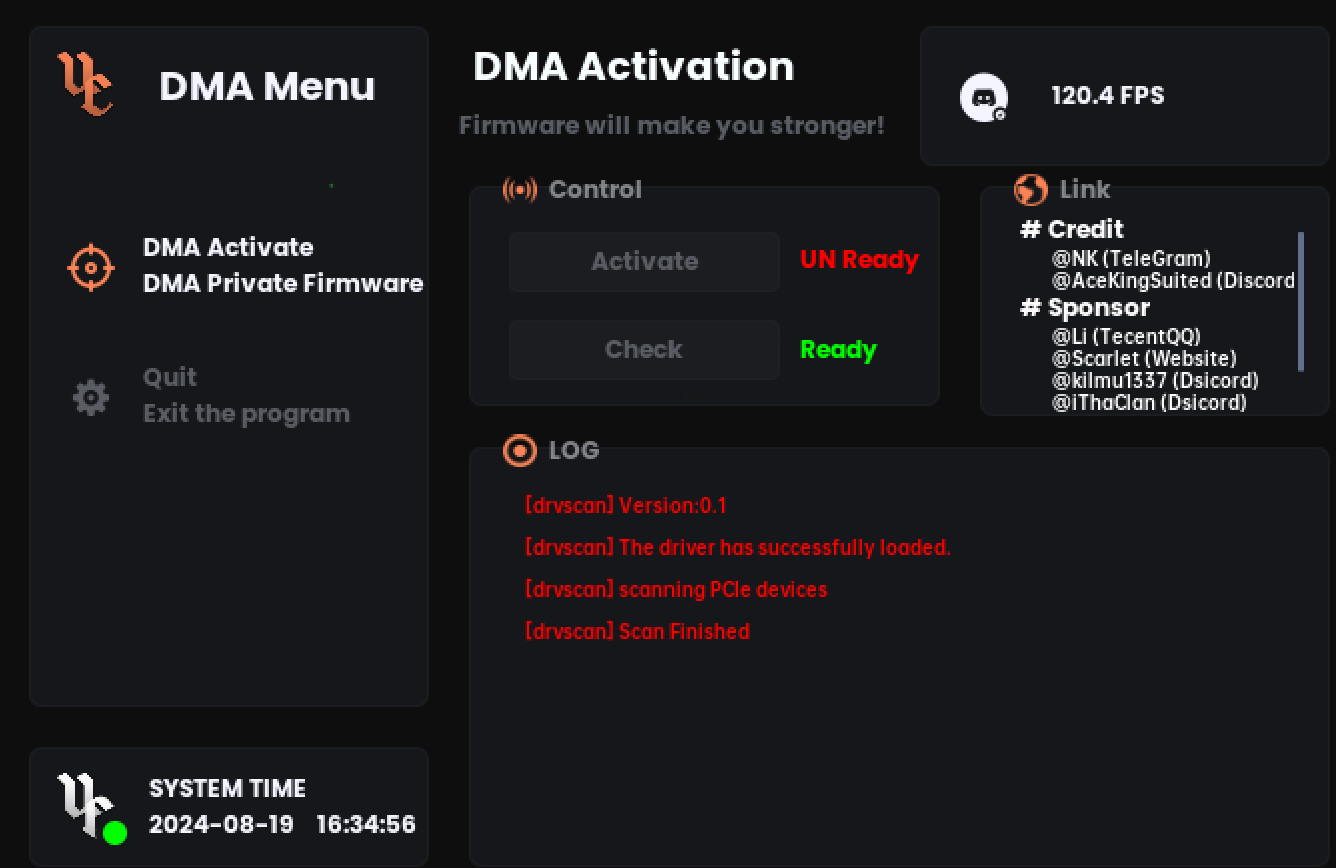 DMA Menu
DMA Activate
DMA Private Firmware
Quit
Exit the program
SYSTEM TIME
2024-08-19 16:34:56
DMA Activation
Firmware will make you stronger!
120.4 FPS
Control
Activate
UN Ready
Check
Ready
Link
# Credit
@NK (TeleGram)
@AceKingSuited (Discord
# Sponsor
@Li (TecentQQ)
@Scarlet (Website)
@kilmu1337 (Dsicord)
@iThaClan (Dsicord)
LOG
[drvscan] Version:0.1
[drvscan] The driver has successfully loaded.
[drvscan] scanning PCIe devices
[drvscan] Scan Finished